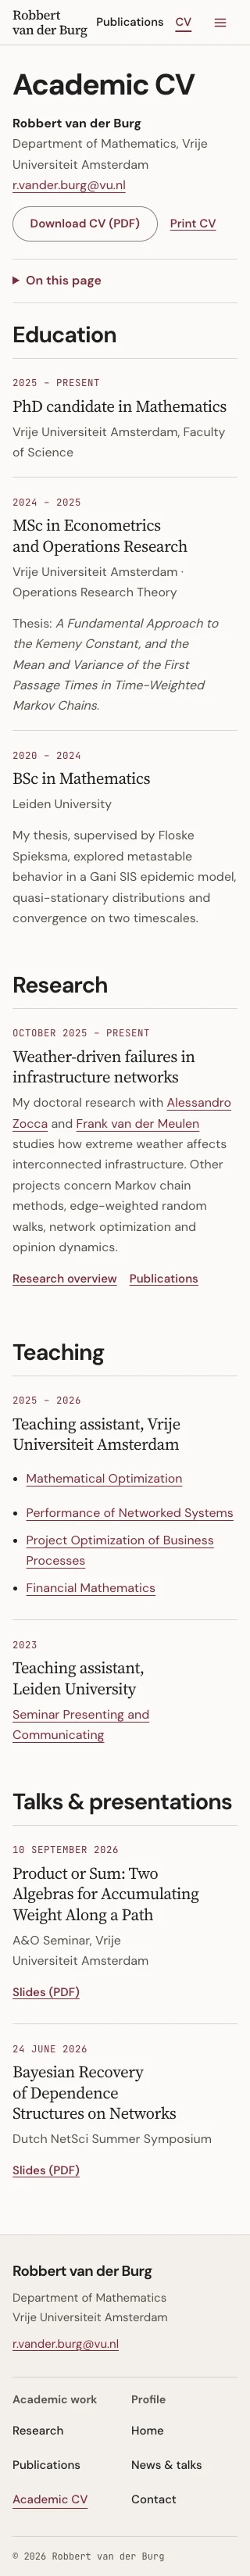 Robbert
van der Burg
Publications
CV
Academic CV
Robbert van der Burg
Department of Mathematics, Vrije
Universiteit Amsterdam
r.vander.burg@vu.nl
Download CV (PDF)
Print CV
On this page
Education
2025 – PRESENT
PhD candidate in Mathematics
Vrije Universiteit Amsterdam, Faculty
of Science
2024 – 2025
MSc in Econometrics
and Operations Research
Vrije Universiteit Amsterdam ·
Operations Research Theory
Thesis: A Fundamental Approach to
the Kemeny Constant, and the
Mean and Variance of the First
Passage Times in Time-Weighted
Markov Chains.
2020 – 2024
BSc in Mathematics
Leiden University
My thesis, supervised by Floske
Spieksma, explored metastable
behavior in a Gani SIS epidemic model,
quasi-stationary distributions and
convergence on two timescales.
Research
OCTOBER 2025 – PRESENT
Weather-driven failures in
infrastructure networks
My doctoral research with Alessandro
Zocca and Frank van der Meulen
studies how extreme weather affects
interconnected infrastructure. Other
projects concern Markov chain
methods, edge-weighted random
walks, network optimization and
opinion dynamics.
Research overview
Publications
Teaching
2025 – 2026
Teaching assistant, Vrije
Universiteit Amsterdam
Mathematical Optimization
Performance of Networked Systems
Project Optimization of Business
Processes
Financial Mathematics
2023
Teaching assistant,
Leiden University
Seminar Presenting and
Communicating
Talks & presentations
10 SEPTEMBER 2026
Product or Sum: Two
Algebras for Accumulating
Weight Along a Path
A&O Seminar, Vrije
Universiteit Amsterdam
Slides (PDF)
24 JUNE 2026
Bayesian Recovery
of Dependence
Structures on Networks
Dutch NetSci Summer Symposium
Slides (PDF)
Robbert van der Burg
Department of Mathematics
Vrije Universiteit Amsterdam
r.vander.burg@vu.nl
Academic work
Research
Publications
Academic CV
Profile
Home
News & talks
Contact
© 2026 Robbert van der Burg